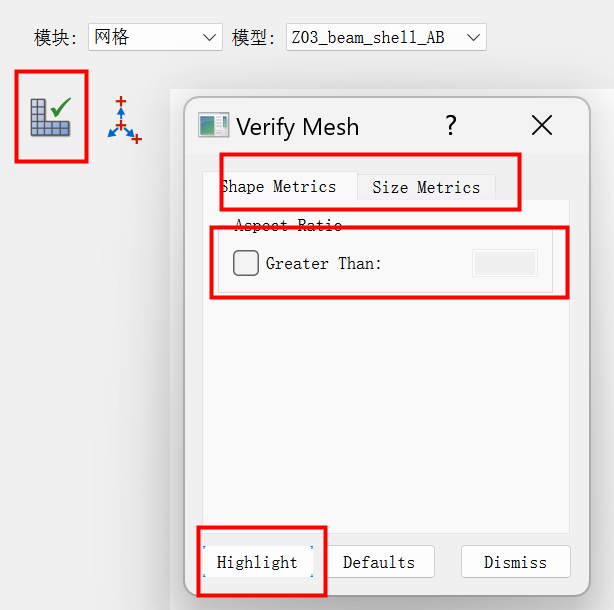 模块: 网格 模型: Z03_beam_shell_AB
Verify Mesh ?
Shape Metrics Size Metrics
Aspect Ratio
Greater Than:
Highlight Defaults Dismiss